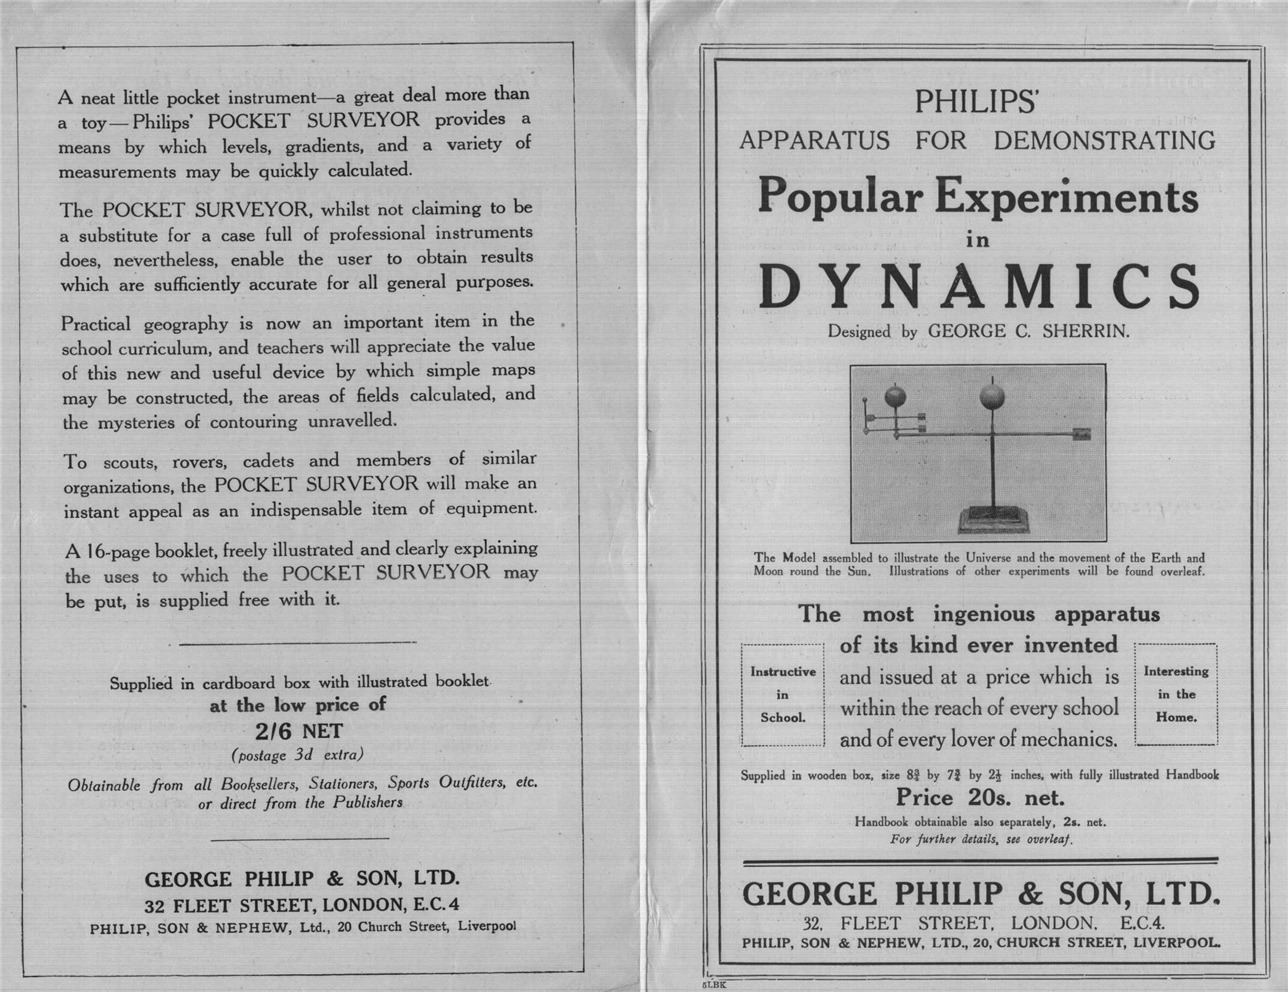 A neat little pocket instrument—a great deal more than
a toy—Philips' POCKET SURVEYOR provides a
means by which levels, gradients, and a variety of
measurements may be quickly calculated.
The POCKET SURVEYOR, whilst not claiming to be
a substitute for a case full of professional instruments
does, nevertheless, enable the user to obtain results
which are sufficiently accurate for all general purposes.
Practical geography is now an important item in the
school curriculum, and teachers will appreciate the value
of this new and useful device by which simple maps
may be constructed, the areas of fields calculated, and
the mysteries of contouring unravelled.
To scouts, rovers, cadets and members of similar
organizations, the POCKET SURVEYOR will make an
instant appeal as an indispensable item of equipment.
A 16-page booklet, freely illustrated and clearly explaining
the uses to which the POCKET SURVEYOR may
be put, is supplied free with it.
Supplied in cardboard box with illustrated booklet
at the low price of
2/6 NET
(postage 3d extra)
Obtainable from all Booksellers, Stationers, Sports Outfitters, etc.
or direct from the Publishers
GEORGE PHILIP & SON, LTD.
32 FLEET STREET, LONDON, E.C.4
PHILIP, SON & NEPHEW, Ltd., 20 Church Street, Liverpool
PHILIPS'
APPARATUS FOR DEMONSTRATING
Popular Experiments
in
DYNAMICS
Designed by GEORGE C. SHERRIN.
The Model assembled to illustrate the Universe and the movement of the Earth and
Moon round the Sun. Illustrations of other experiments will be found overleaf.
The most ingenious apparatus
of its kind ever invented
and issued at a price which is
within the reach of every school
and of every lover of mechanics.
Instructive
in
School.
Interesting
in the
Home.
Supplied in wooden box, size 8¾ by 7¾ by 2½ inches, with fully illustrated Handbook
Price 20s. net.
Handbook obtainable also separately, 2s. net.
For further details, see overleaf.
GEORGE PHILIP & SON, LTD.
32, FLEET STREET, LONDON, E.C.4.
PHILIP, SON & NEPHEW, LTD., 20, CHURCH STREET, LIVERPOOL.
5LBK